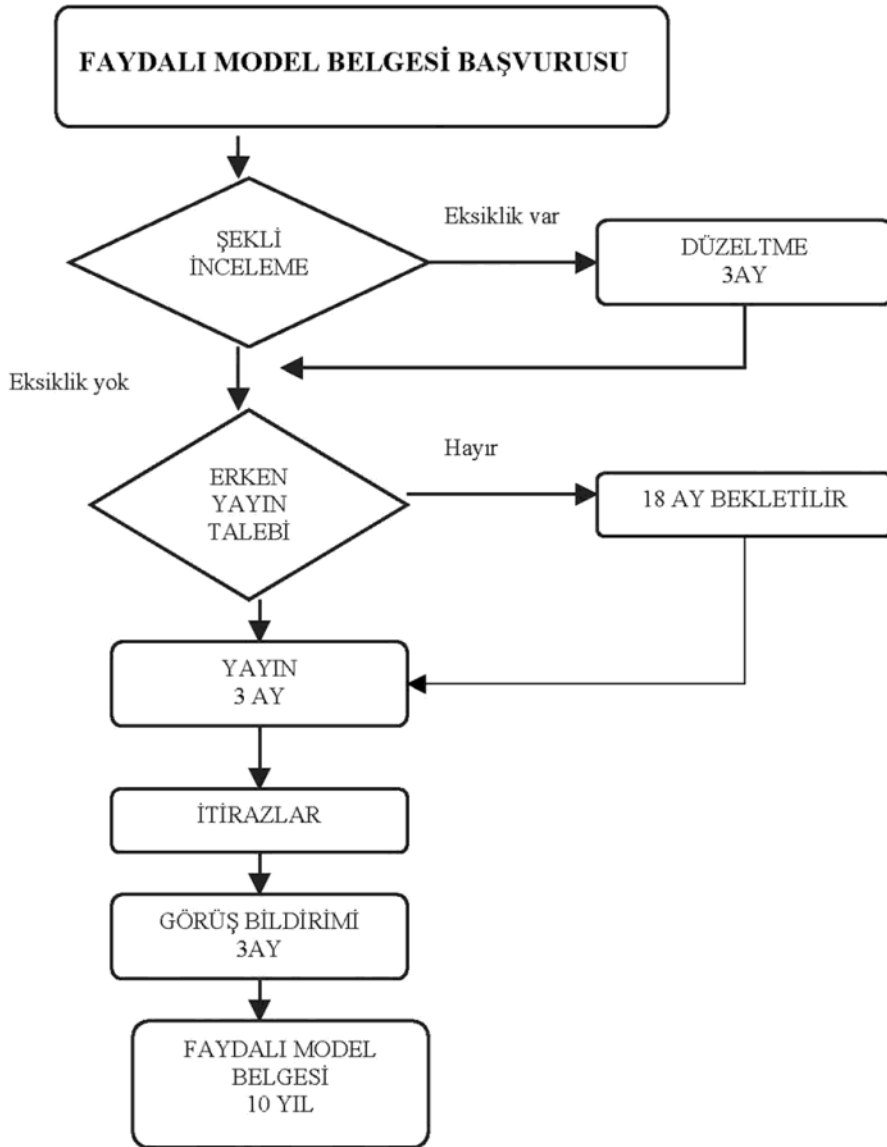 FAYDALI MODEL BELGESİ BAŞVURUSU
ŞEKLİ
İNCELEME
Eksiklik var
DÜZELTME
3AY
Eksiklik yok
ERKEN
YAYIN
TALEBİ
Hayır
18 AY BEKLETİLİR
YAYIN
3 AY
İTİRAZLAR
GÖRÜŞ BİLDİRİMİ
3AY
FAYDALI MODEL
BELGESİ
10 YIL